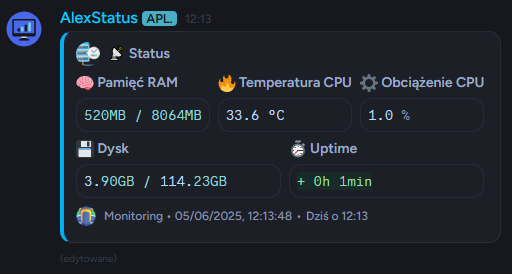 AlexStatus APL. 12:13
Status
Pamięć RAM Temperatura CPU Obciążenie CPU
520MB / 8064MB 33.6 °C 1.0 %
Dysk Uptime
3.90GB / 114.23GB + 0h 1min
Monitoring • 05/06/2025, 12:13:48 • Dziś o 12:13
(edytowane)